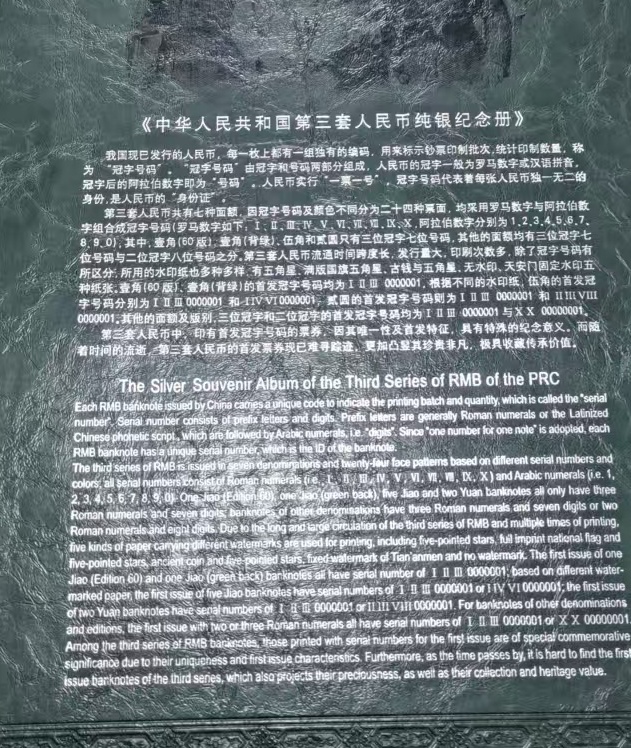 《中华人民共和国第三套人民币纯银纪念册》
我国现已发行的人民币，每一枚上都有一组独有的编码，用来标示钞票印制批次，统计印制数量，称
为“冠字号码”。“冠字号码”由冠字和号码两部分组成，人民币的冠字一般为罗马数字或汉语拼音，
冠字后的阿拉伯数字即为“号码”。人民币实行“一票一号”，冠字号码代表着每张人民币独一无二的
身份，是人民币的“身份证”。
第三套人民币共有七种面额，因冠字号码及颜色不同分为二十四种票面，均采用罗马数字与阿拉伯数
字组合成冠字号码(罗马数字如下，Ⅰ、Ⅱ、Ⅲ、Ⅳ、Ⅴ、Ⅵ、Ⅶ、Ⅷ、Ⅸ、Ⅹ，阿拉伯数字分别为1,2,3,4,5,6,7,
8,9,0)，其中，壹角(60版)，壹角(背绿)，伍角和贰圆只有三位冠字七位号码，其他的面额均有三位冠字七
位号码与二位冠字八位号码之分。第三套人民币流通时间跨度长，发行量大，印刷次数多，除了冠字号码有
所区分，所用的水印纸也多种多样，有五角星、满版国旗五角星、古钱与五角星、无水印、天安门固定水印五
种纸张。壹角(60版)，壹角(背绿)的首发冠字号码均为ⅠⅡⅢ 0000001，根据不同的水印纸，伍角的首发冠
字号码分别为ⅠⅡⅢ 0000001 和 ⅠⅣⅥ 0000001，贰圆的首发冠字号码则为ⅠⅡⅢ 0000001 和 ⅡⅢⅧ
0000001，其他的面额及版别，三位冠字和二位冠字的首发冠字号码均为ⅠⅡⅢ 0000001 与ⅩⅩ 00000001。
第三套人民币中，印有首发冠字号码的票券，因其唯一性及首发特征，具有特殊的纪念意义。而随
着时间的流逝，第三套人民币的首发票券现已难寻踪迹，更加凸显其珍贵非凡，极具收藏传承价值。
The Silver Souvenir Album of the Third Series of RMB of the PRC
Each RMB banknote issued by China carries a unique code to indicate the printing batch and quantity, which is called the "serial
number". Serial number consists of prefix letters and digits. Prefix letters are generally Roman numerals or the Latinized
Chinese phonetic script, which are followed by Arabic numerals, i.e. "digits". Since "one number for one note" is adopted, each
RMB banknote has a unique serial number, which is the ID of the banknote.
The third series of RMB is issued in seven denominations and twenty-four face patterns based on different serial numbers and
colors; all serial numbers consist of Roman numerals (i.e. Ⅰ, Ⅱ, Ⅲ, Ⅳ, Ⅴ, Ⅵ, Ⅶ, Ⅷ, Ⅸ, Ⅹ) and Arabic numerals (i.e. 1,
2, 3, 4, 5, 6, 7, 8, 9, 0). One Jiao (Edition 60), one Jiao (green back), five Jiao and two Yuan banknotes all only have three
Roman numerals and seven digits; banknotes of other denominations have three Roman numerals and seven digits or two
Roman numerals and eight digits. Due to the long and large circulation of the third series of RMB and multiple times of printing,
five kinds of paper carrying different watermarks are used for printing, including five-pointed stars, full imprint national flag and
five-pointed stars, ancient coin and five-pointed stars, fixed watermark of Tian'anmen and no watermark. The first issue of one
Jiao (Edition 60) and one Jiao (green back) banknotes all have serial number of Ⅰ Ⅱ Ⅲ 0000001; based on different water-
marked paper, the first issue of five Jiao banknotes have serial numbers of Ⅰ Ⅱ Ⅲ 0000001 or Ⅰ Ⅳ Ⅵ 0000001; the first issue
of two Yuan banknotes have serial numbers of Ⅰ Ⅱ Ⅲ 0000001 or Ⅱ Ⅲ Ⅷ 0000001. For banknotes of other denominations
and editions, the first issue with two or three Roman numerals all have serial numbers of Ⅰ Ⅱ Ⅲ 0000001 or Ⅹ Ⅹ 00000001.
Among the third series of RMB banknotes, those printed with serial numbers for the first issue are of special commemorative
significance due to their uniqueness and first issue characteristics. Furthermore, as the time passes by, it is hard to find the first
issue banknotes of the third series, which also projects their preciousness, as well as their collection and heritage value.